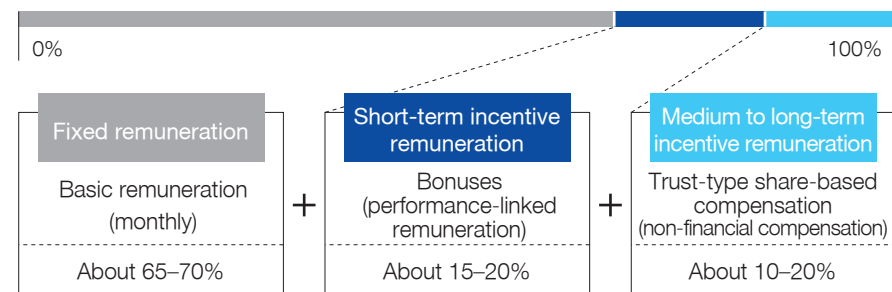 0%
100%
Fixed remuneration
Basic remuneration
(monthly)
About 65–70%
+
Short-term incentive
remuneration
Bonuses
(performance-linked
remuneration)
About 15–20%
+
Medium to long-term
incentive remuneration
Trust-type share-based
compensation
(non-financial compensation)
About 10–20%